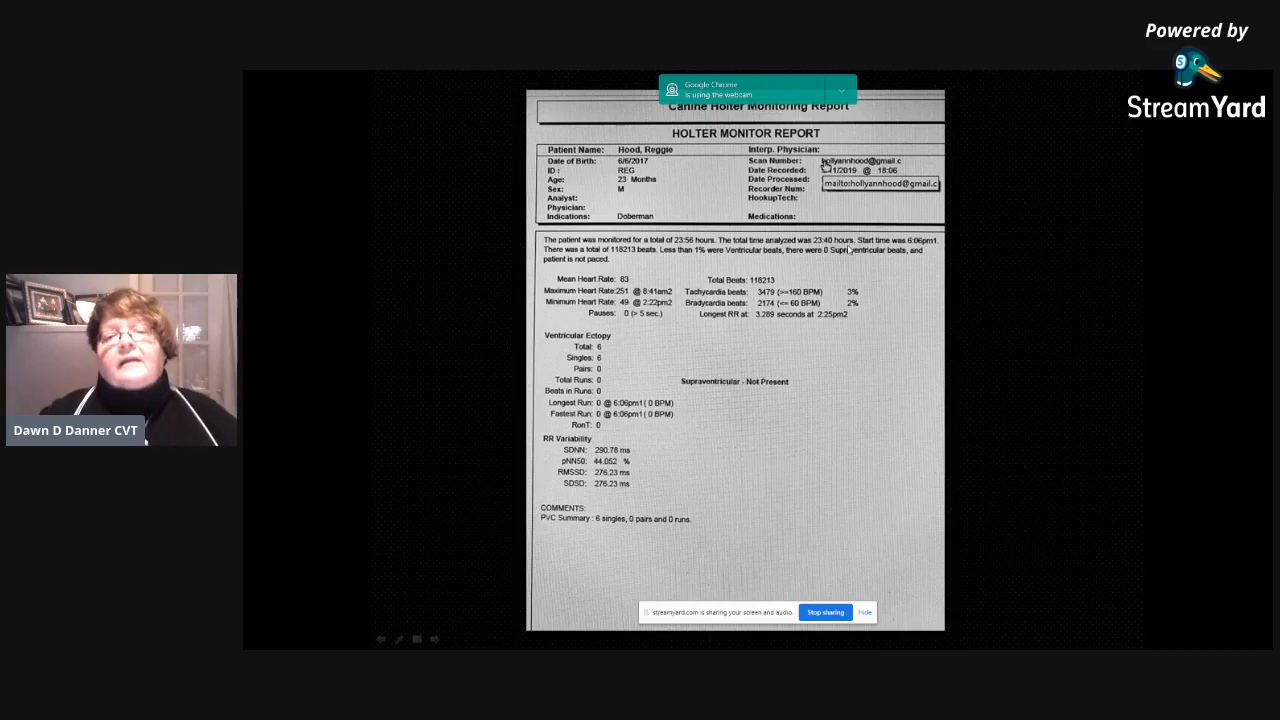 Powered by
StreamYard
Google Chrome
is using the webcam
Canine Holter Monitoring Report
HOLTER MONITOR REPORT
Patient Name: Hood, Reggie Interp. Physician:
Date of Birth: 6/6/2017 Scan Number: hollyannhood@gmail.c
ID : REG Date Recorded: 1/2019 @ 18:06
Age: 23 Months Date Processed:
mailto:hollyannhood@gmail.c
Sex: M Recorder Num:
Analyst: HookupTech:
Physician:
Indications: Doberman Medications:
The patient was monitored for a total of 23:56 hours. The total time analyzed was 23:40 hours. Start time was 6:06pm1.
There was a total of 118213 beats. Less than 1% were Ventricular beats, there were 0 Supraventricular beats, and
patient is not paced.
Mean Heart Rate: 83 Total Beats: 118213
Maximum Heart Rate:251 @ 8:41am2 Tachycardia beats: 3479 (>=160 BPM) 3%
Minimum Heart Rate: 49 @ 2:22pm2 Bradycardia beats: 2174 (<= 60 BPM) 2%
Pauses: 0 (> 5 sec.) Longest RR at: 3.289 seconds at 2:25pm2
Ventricular Ectopy
Total: 6
Singles: 6
Pairs: 0
Total Runs: 0 Supraventricular - Not Present
Beats in Runs: 0
Longest Run: 0 @ 6:06pm1 ( 0 BPM)
Fastest Run: 0 @ 6:06pm1 ( 0 BPM)
RonT: 0
RR Variability
SDNN: 290.78 ms
pNN50: 44.052 %
RMSSD: 276.23 ms
SDSD: 276.23 ms
COMMENTS:
PVC Summary : 6 singles, 0 pairs and 0 runs.
Dawn D Danner CVT
streamyard.com is sharing your screen and audio. Stop sharing Hide